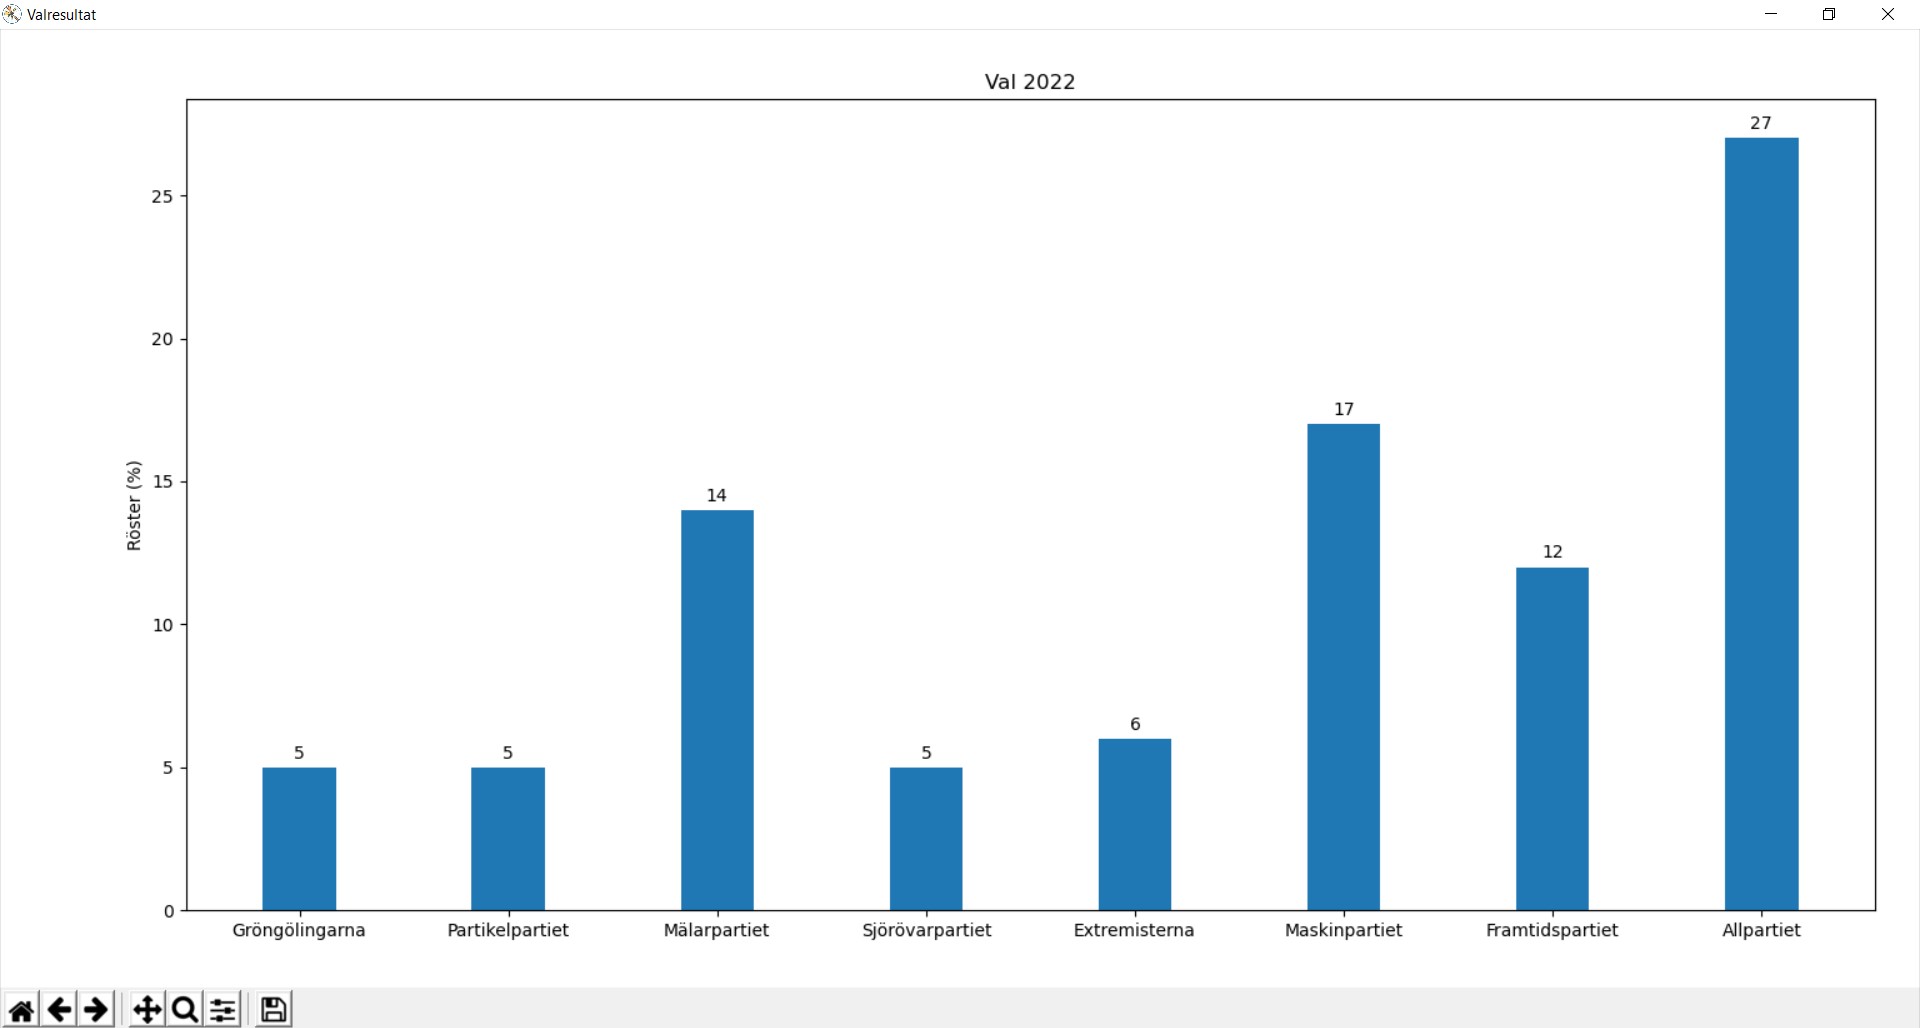 Valresultat
Val 2022
Röster (%)
25
20
15
10
5
0
5
5
14
5
6
17
12
27
Gröngölingarna
Partikelpartiet
Mälarpartiet
Sjörövarpartiet
Extremisterna
Maskinpartiet
Framtidspartiet
Allpartiet